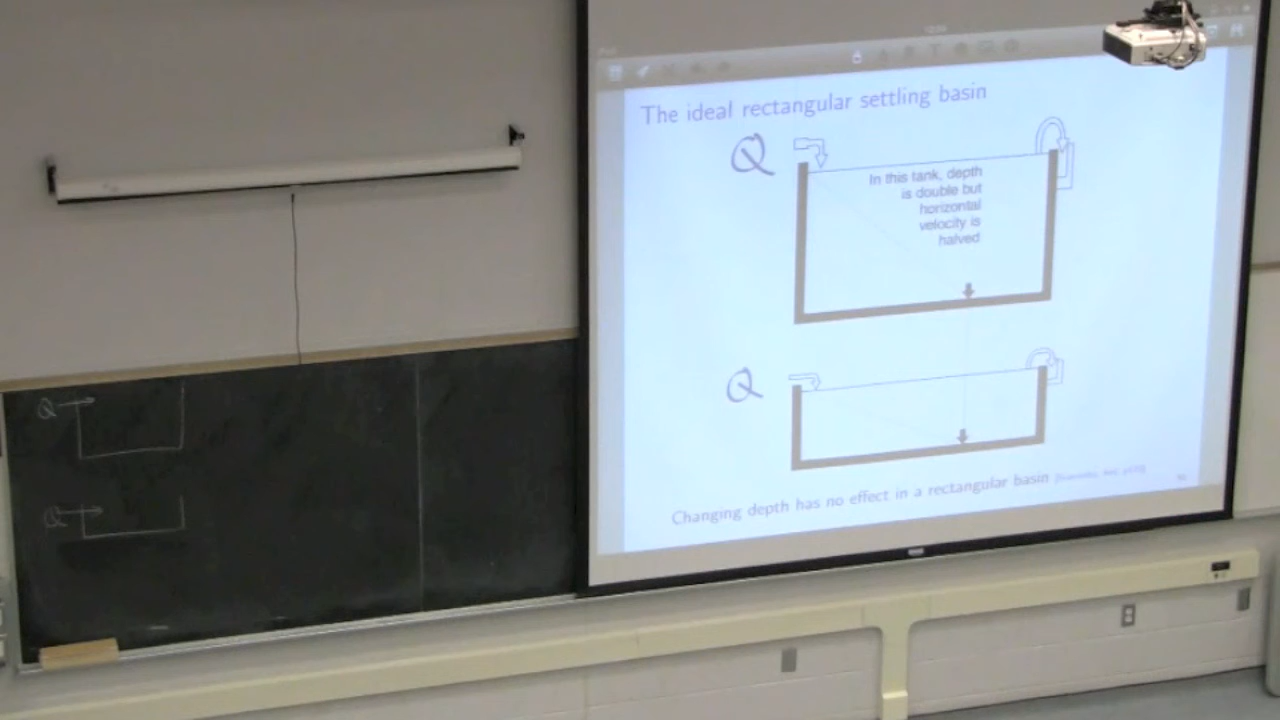 The ideal rectangular settling basin
Q
In this tank, depth
is double but
horizontal
velocity is
halved
Q
Changing depth has no effect in a rectangular basin
Q
Q